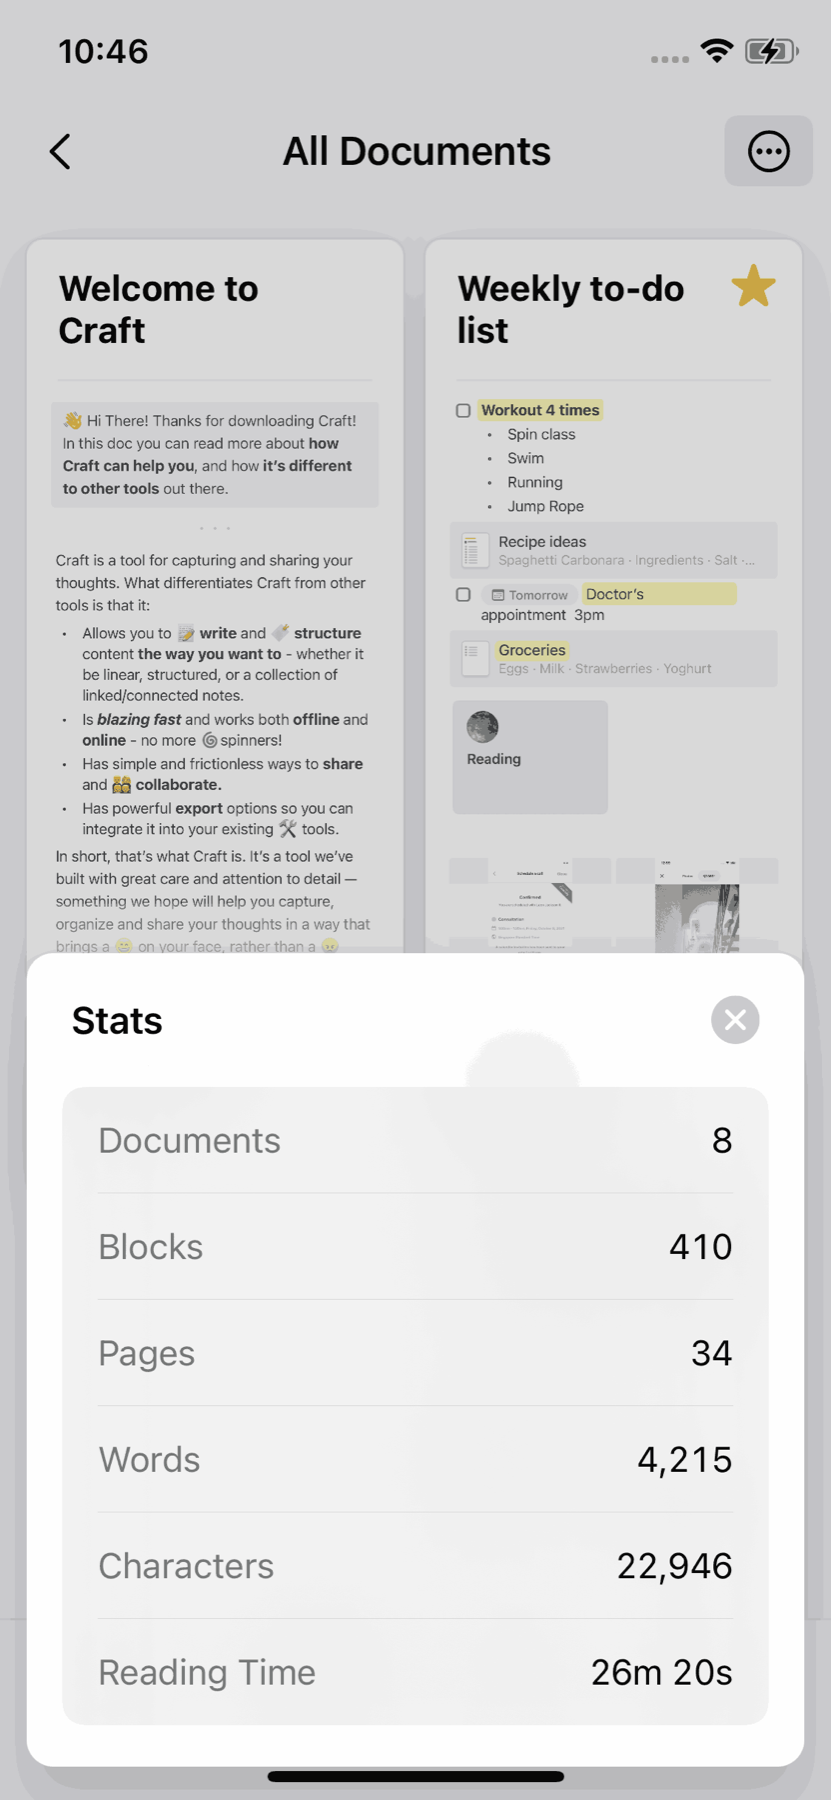 10:46
All Documents
Welcome to
Craft
👋 Hi There! Thanks for downloading Craft!
In this doc you can read more about how
Craft can help you, and how it's different
to other tools out there.
Craft is a tool for capturing and sharing your
thoughts. What differentiates Craft from other
tools is that it:
• Allows you to 📝 write and structure
content the way you want to - whether it
be linear, structured, or a collection of
linked/connected notes.
• Is blazing fast and works both offline and
online - no more 🌀 spinners!
• Has simple and frictionless ways to share
and 👯 collaborate.
• Has powerful export options so you can
integrate it into your existing 🛠 tools.
In short, that's what Craft is. It's a tool we've
built with great care and attention to detail —
something we hope will help you capture,
organize and share your thoughts in a way that
brings a 😀 on your face, rather than a 😠
Weekly to-do
list
Workout 4 times
• Spin class
• Swim
• Running
• Jump Rope
Recipe ideas
Spaghetti Carbonara · Ingredients · Salt ·...
Tomorrow Doctor's
appointment 3pm
Groceries
Eggs · Milk · Strawberries · Yoghurt
Reading
Confirmed
Consultation
Stats
Documents 8
Blocks 410
Pages 34
Words 4,215
Characters 22,946
Reading Time 26m 20s